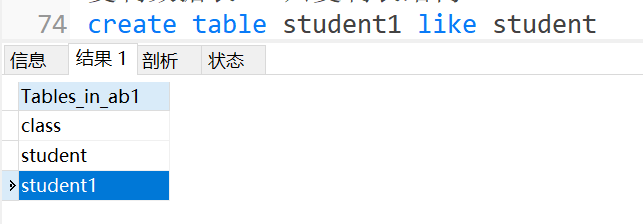 74 create table student1 like student
信息 结果 1 剖析 状态
Tables_in_ab1
class
student
student1